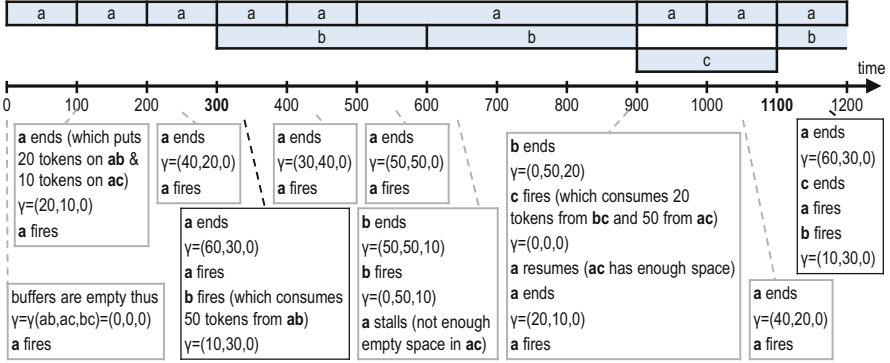 a a a a a a a a a
b b b
c
time
0 100 200 300 400 500 600 700 800 900 1000 1100 1200
a ends (which puts
20 tokens on ab &
10 tokens on ac)
γ=(20,10,0)
a fires
a ends
γ=(40,20,0)
a fires
a ends
γ=(30,40,0)
a fires
a ends
γ=(50,50,0)
a fires
b ends
γ=(0,50,20)
c fires (which consumes 20
tokens from bc and 50 from ac)
γ=(0,0,0)
a resumes (ac has enough space)
a ends
γ=(20,10,0)
a fires
a ends
γ=(60,30,0)
c ends
a fires
b fires
γ=(10,30,0)
buffers are empty thus
γ=γ(ab,ac,bc)=(0,0,0)
a fires
a ends
γ=(60,30,0)
a fires
b fires (which consumes
50 tokens from ab)
γ=(10,30,0)
b ends
γ=(50,50,10)
b fires
γ=(0,50,10)
a stalls (not enough
empty space in ac)
a ends
γ=(40,20,0)
a fires